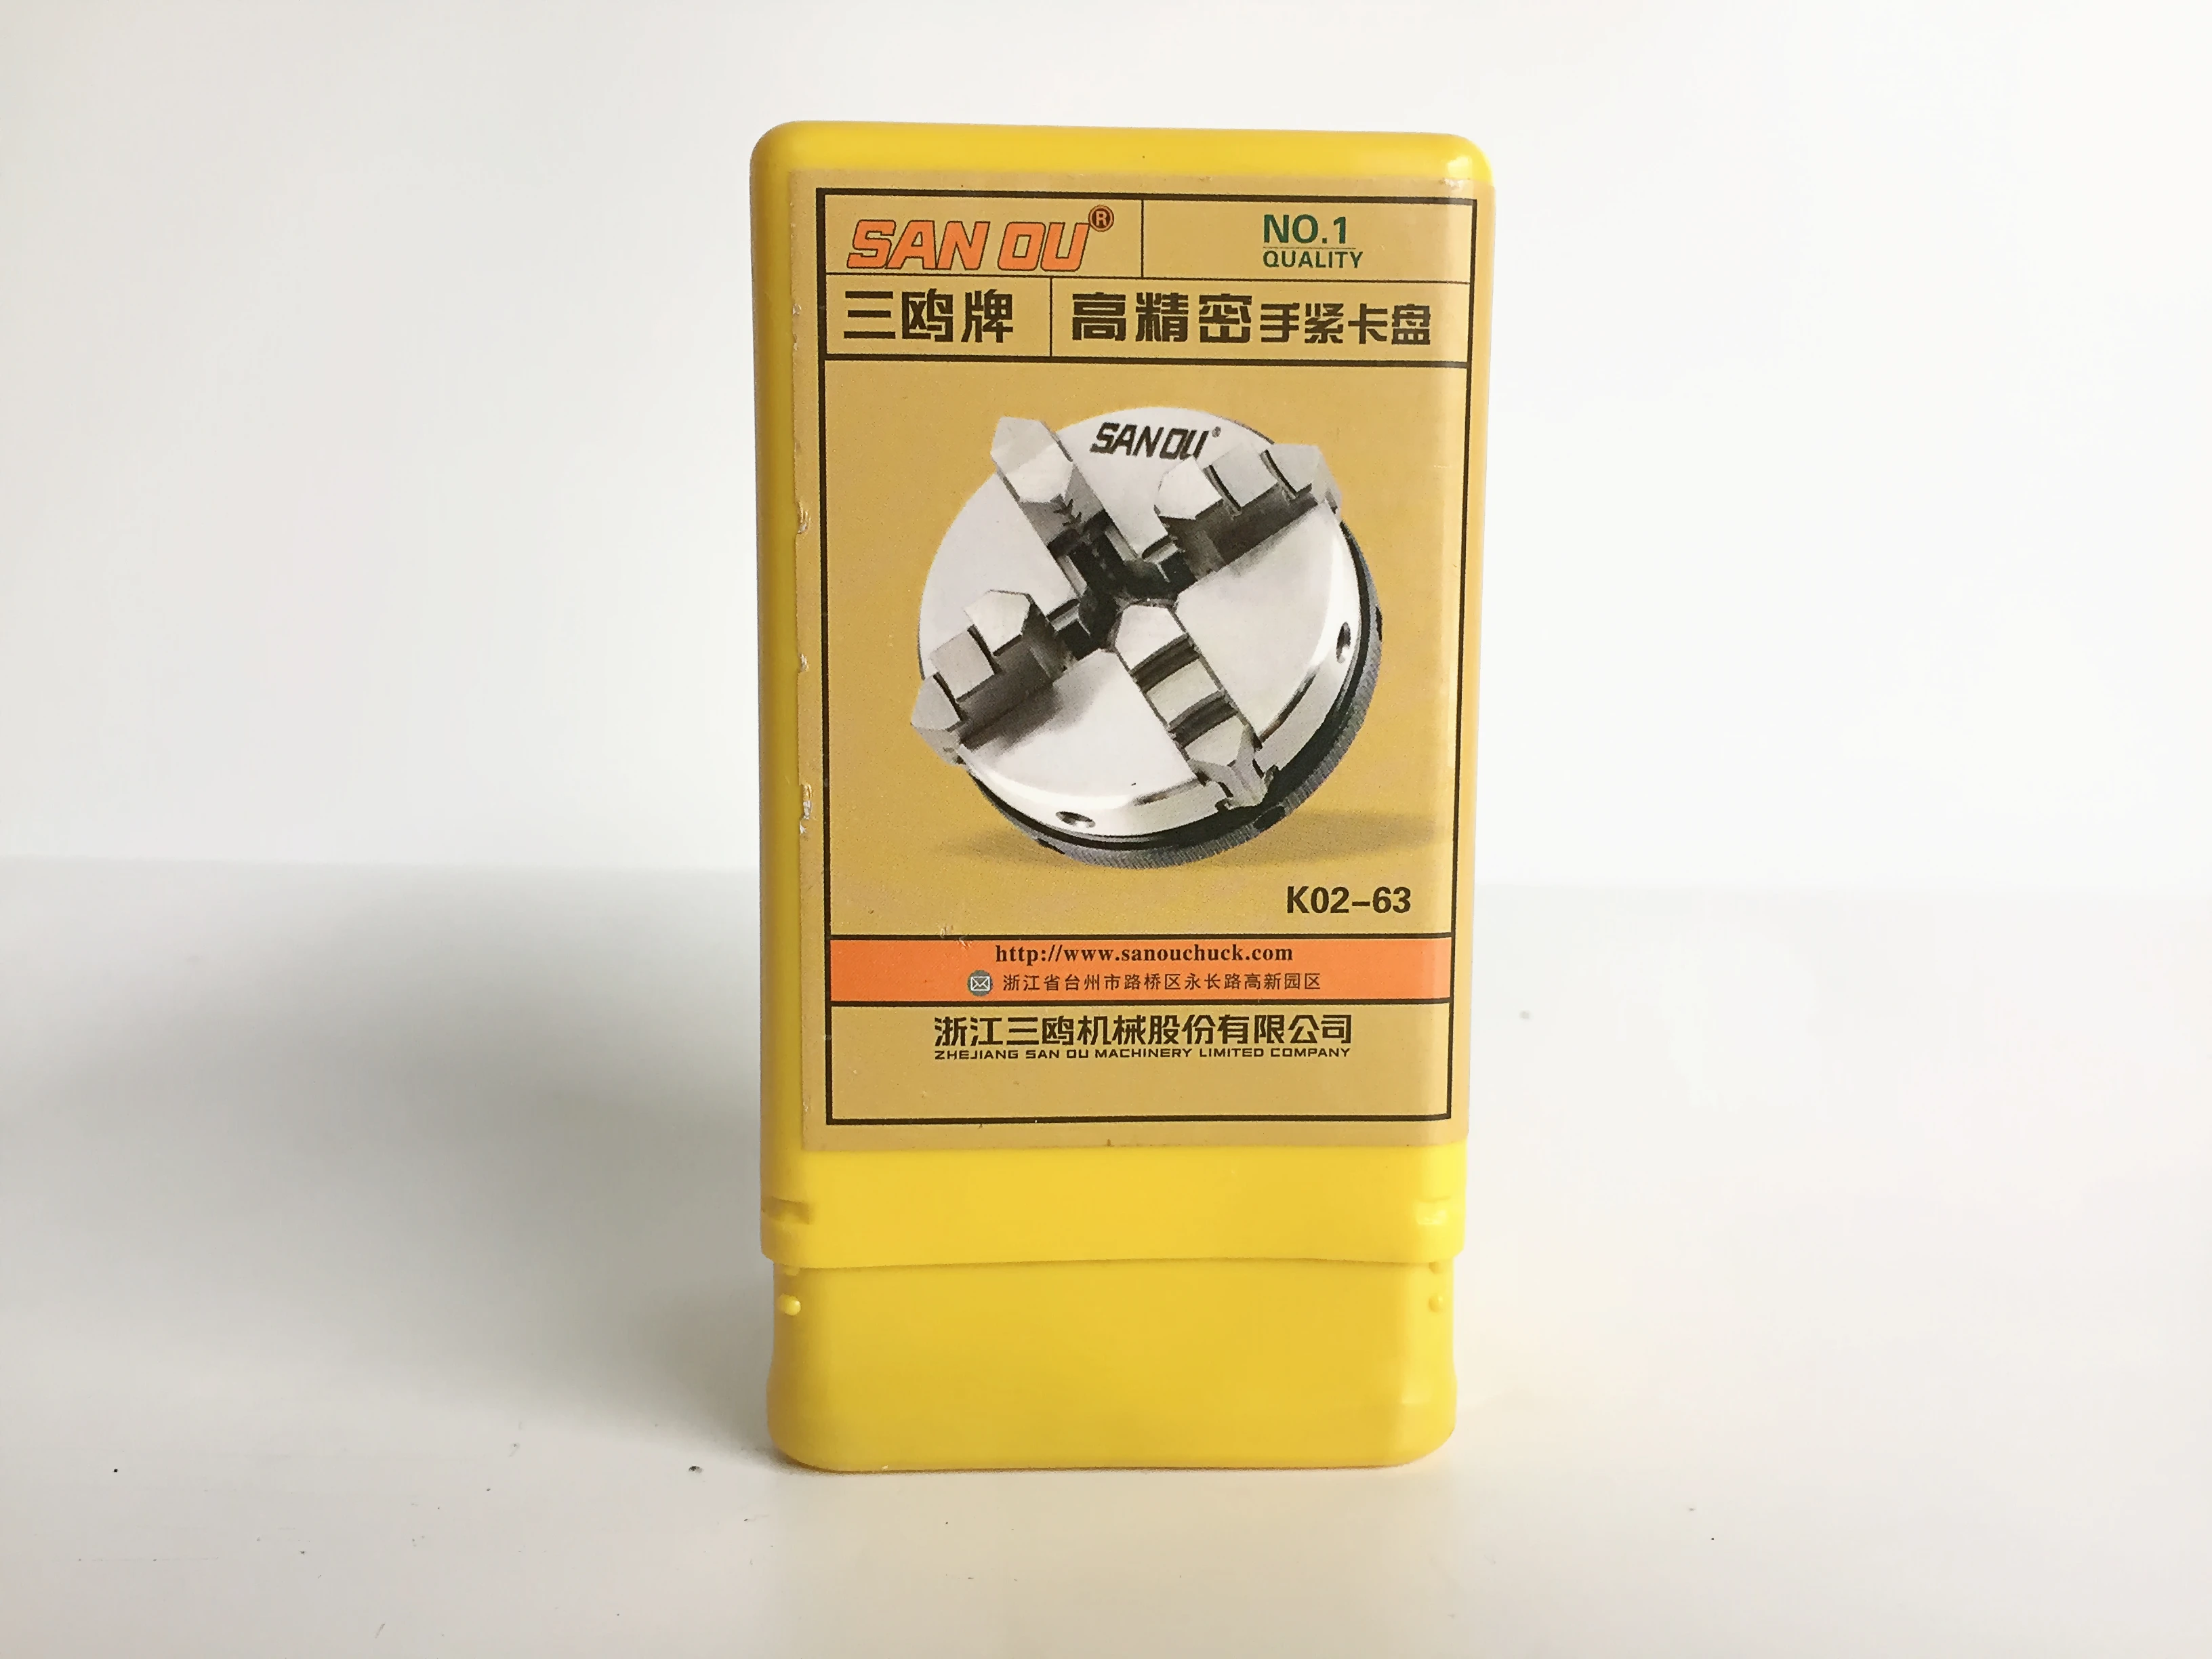 SAN OU®
NO.1
QUALITY
三鸥牌
高精密手紧卡盘
SAN OU®
K02-63
http://www.sanouchuck.com
浙江省台州市路桥区永长路高新园区
浙江三鸥机械股份有限公司
ZHEJIANG SAN OU MACHINERY LIMITED COMPANY